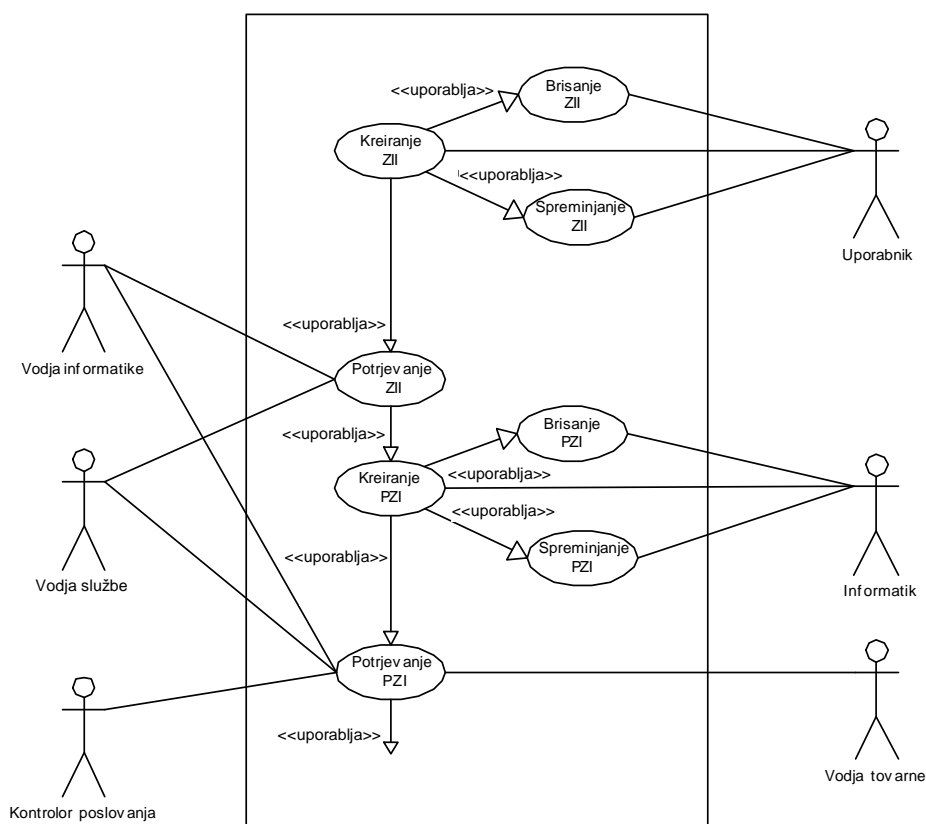 <<uporablja>>
Brisanje
ZII
Kreiranje
ZII
<<uporablja>>
Spreminjanje
ZII
Uporabnik
<<uporablja>>
Vodja informatike
Potrjevanje
ZII
<<uporablja>>
Brisanje
PZI
Kreiranje
PZI
<<uporablja>>
<<uporablja>>
<<uporablja>>
Spreminjanje
PZI
Vodja službe
Informatik
Potrjevanje
PZI
<<uporablja>>
Vodja tovarne
Kontrolor poslovanja